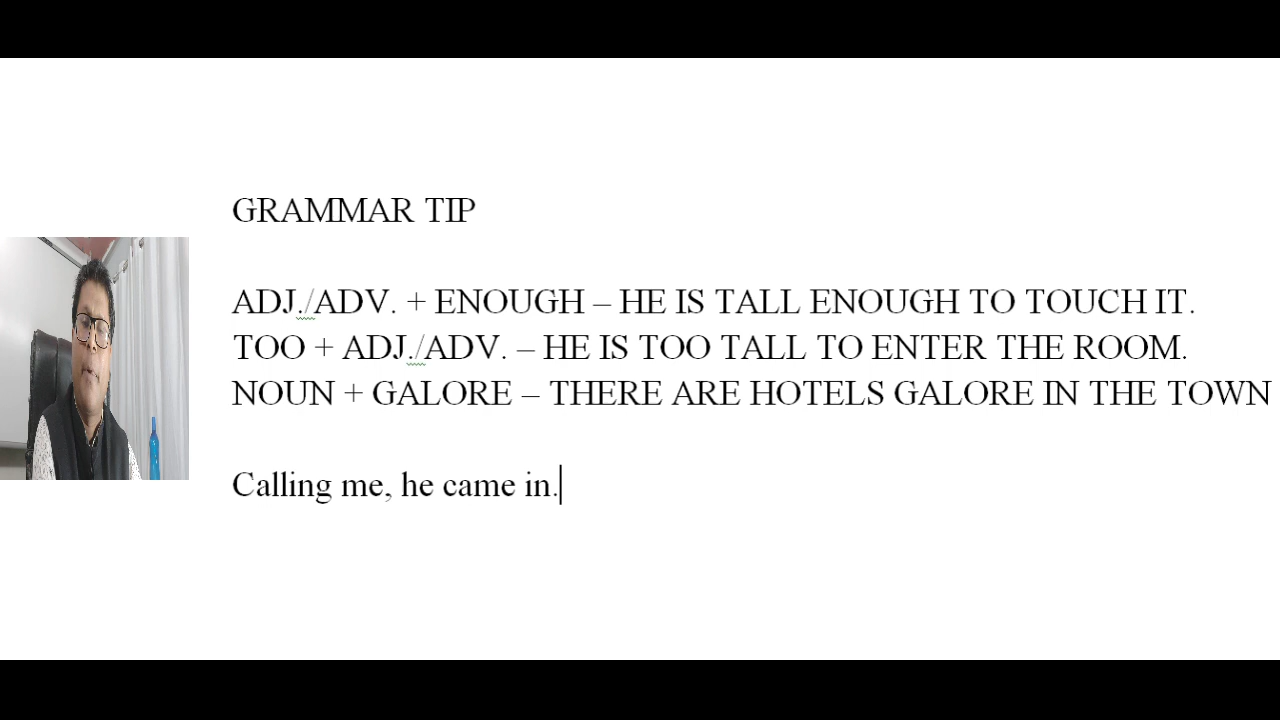 GRAMMAR TIP
ADJ./ADV. + ENOUGH – HE IS TALL ENOUGH TO TOUCH IT.
TOO + ADJ./ADV. – HE IS TOO TALL TO ENTER THE ROOM.
NOUN + GALORE – THERE ARE HOTELS GALORE IN THE TOWN
Calling me, he came in.